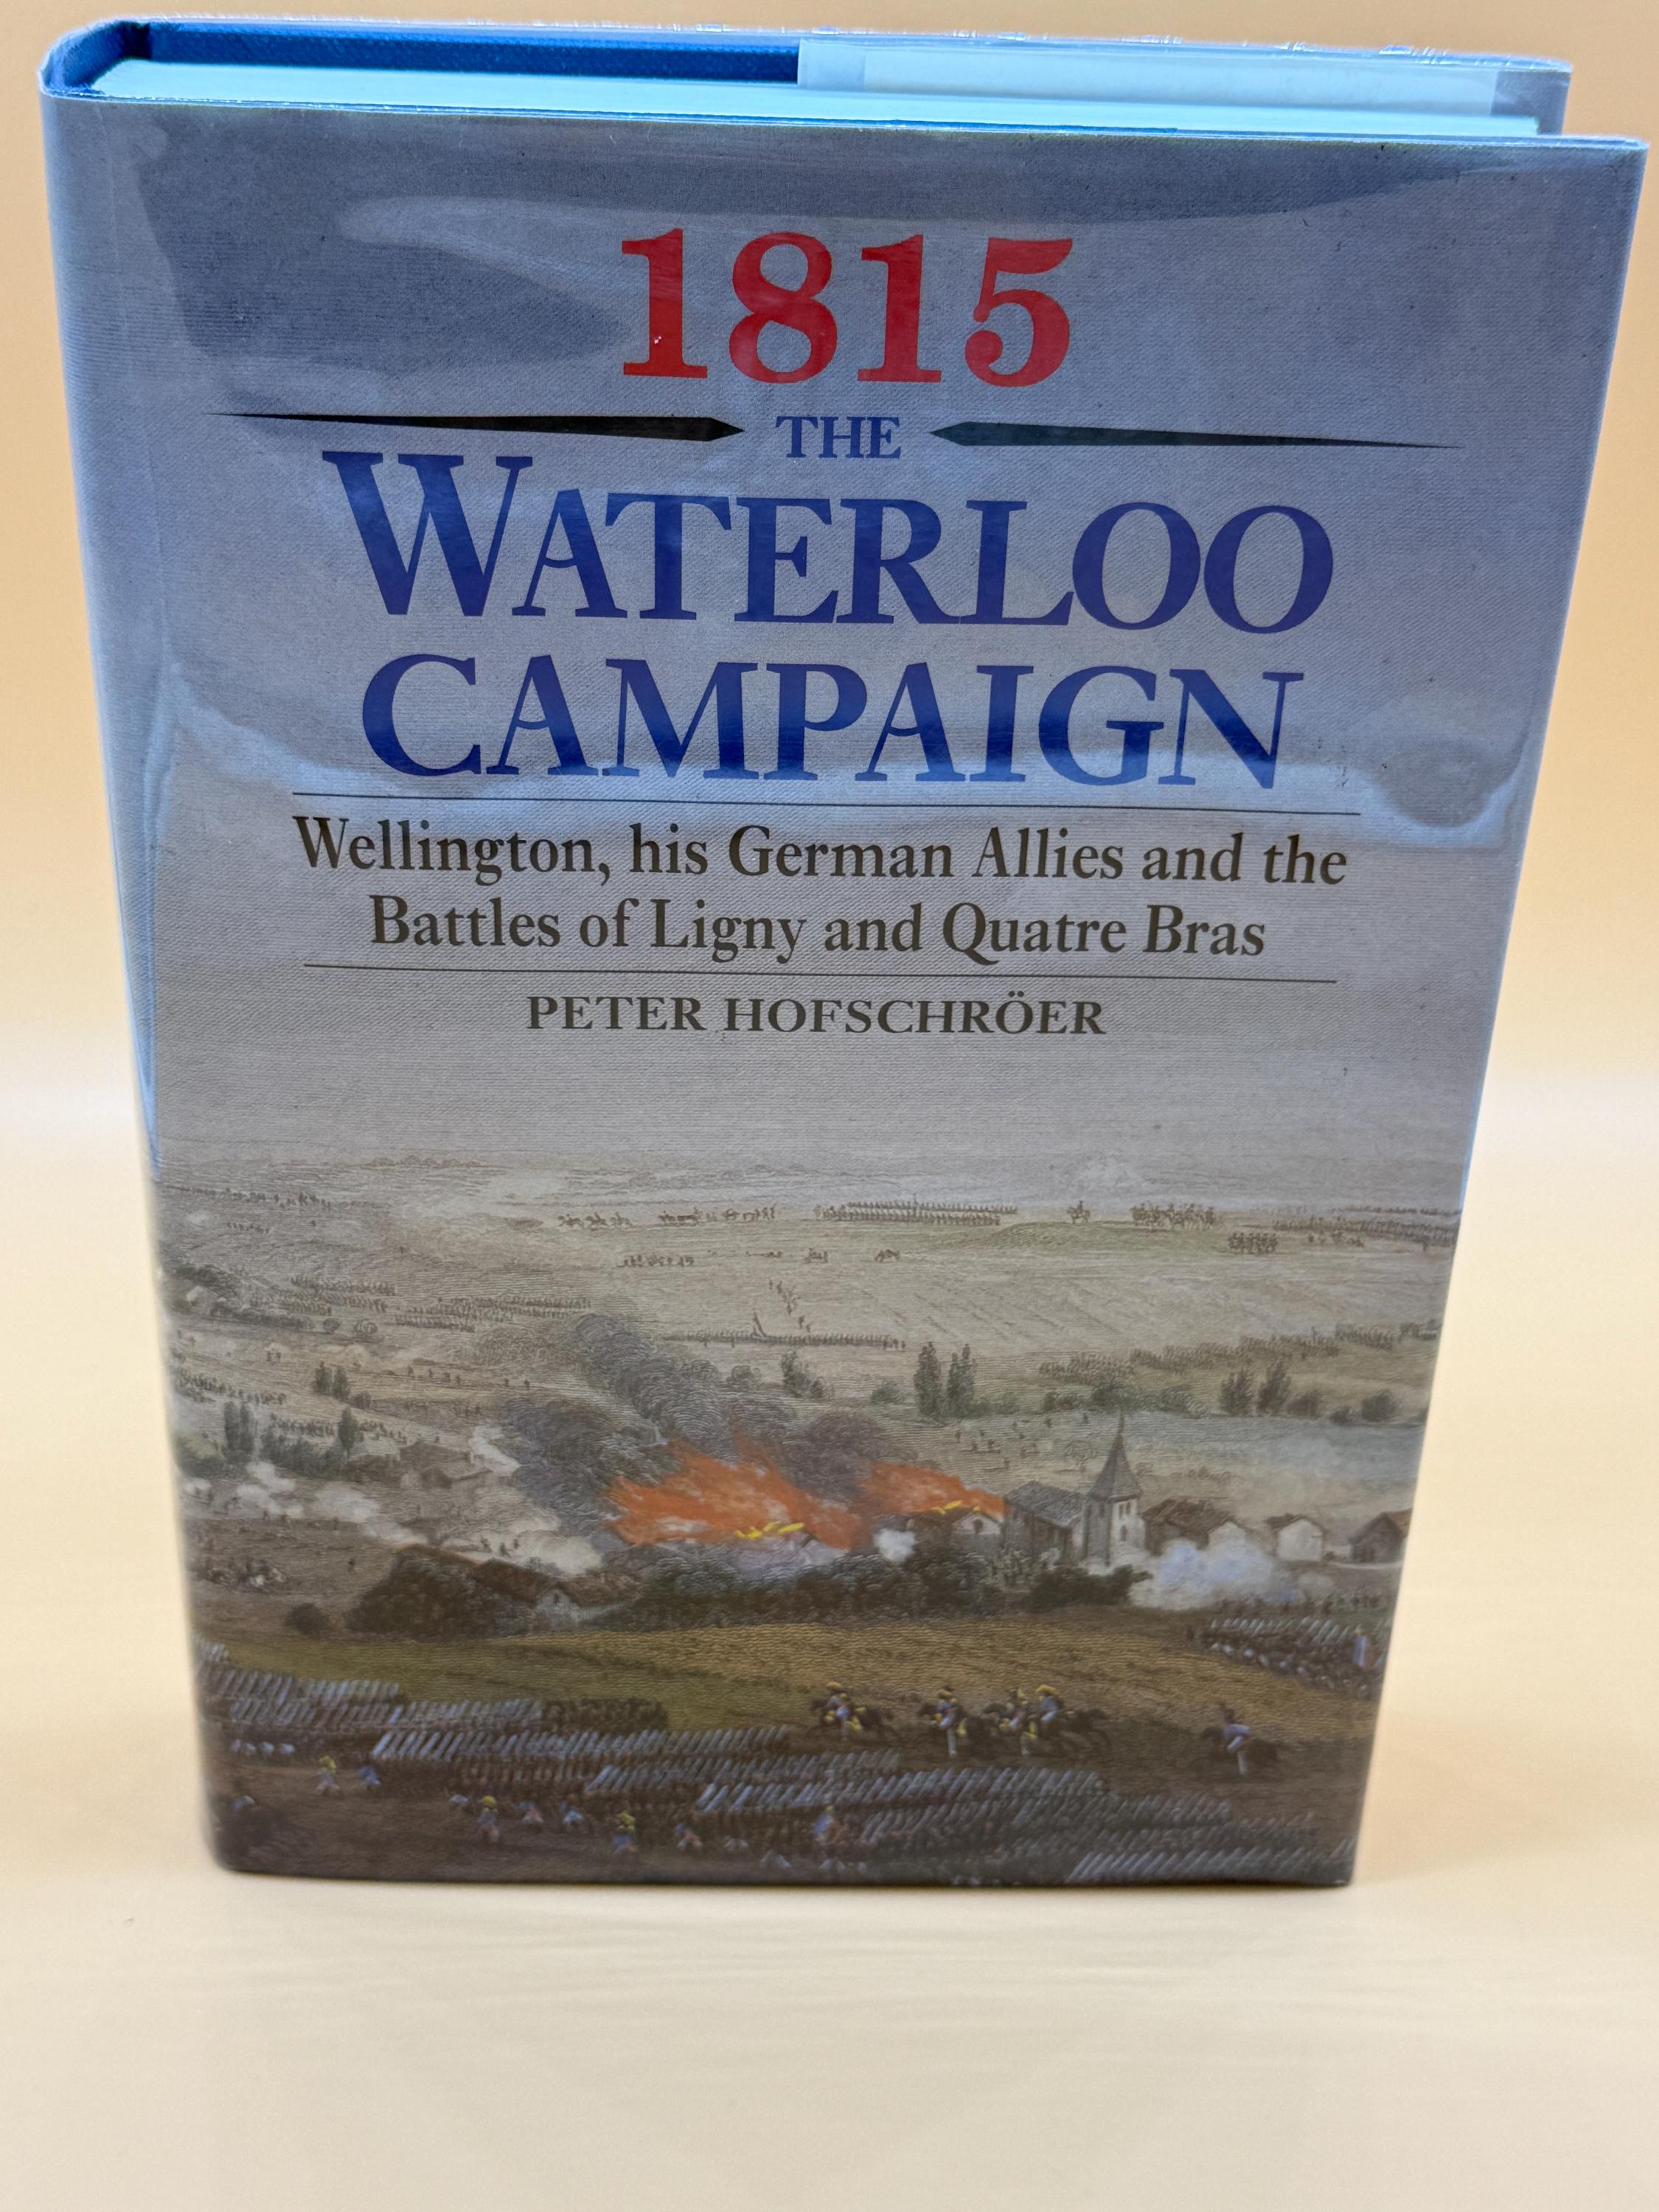 1815
THE
WATERLOO
CAMPAIGN
Wellington, his German Allies and the
Battles of Ligny and Quatre Bras
PETER HOFSCHRÖER